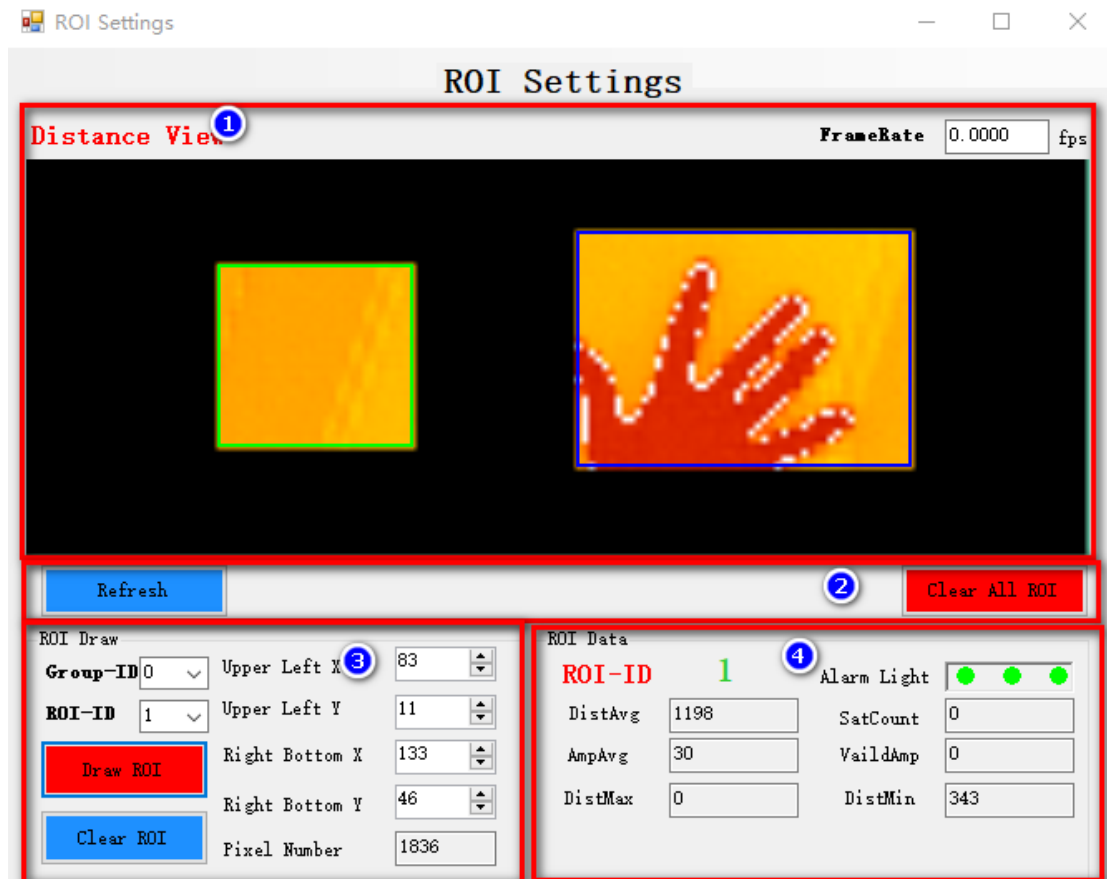 ROI Settings
ROI Settings
1
Distance View
FrameRate 0.0000 fps
Refresh
2
Clear All ROI
ROI Draw
Group-ID 0
ROI-ID 1
Draw ROI
Clear ROI
Upper Left X 3 83
Upper Left Y 11
Right Bottom X 133
Right Bottom Y 46
Pixel Number 1836
ROI Data
4
ROI-ID 1 Alarm Light
DistAvg 1198 SatCount 0
AmpAvg 30 VaildAmp 0
DistMax 0 DistMin 343